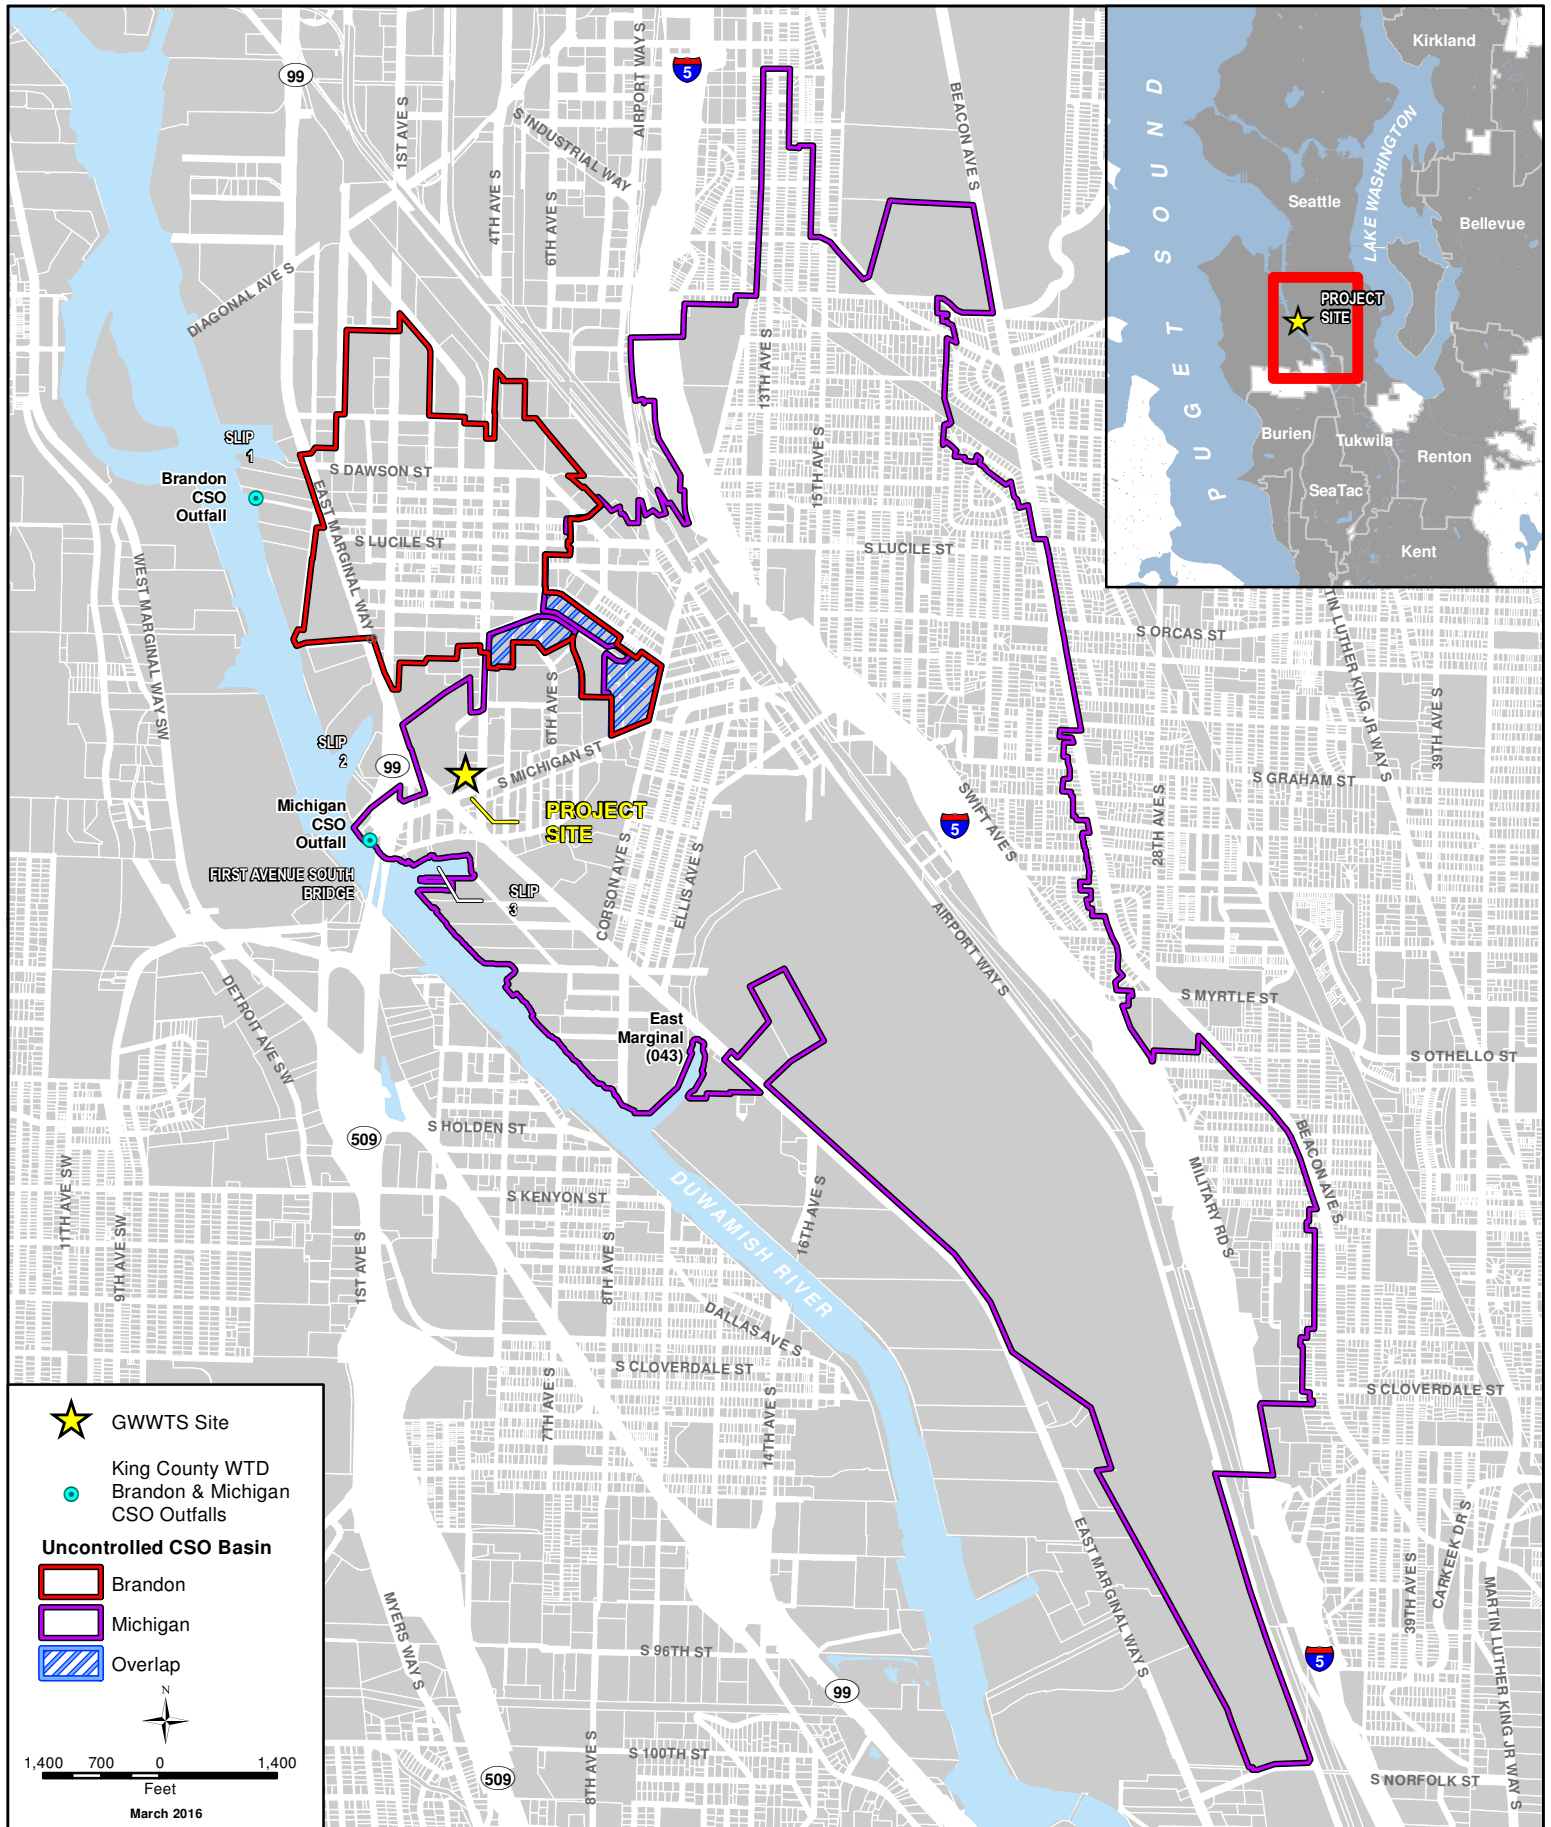 99
1ST AVE S
4TH AVE S
S INDUSTRIAL WAY
6TH AVE S
AIRPORT WAY S
5
BEACON AVE S
DIAGONAL AVE S
13TH AVE S
15TH AVE S
SLIP
1
Brandon
CSO
Outfall
S DAWSON ST
EAST MARGINAL WAY
S LUCILE ST
S LUCILE ST
WEST MARGINAL WAY SW
S ORCAS ST
TIN LUTHER KING JR WAY S
39TH AVE S
6TH AVE S
S MICHIGAN ST
SLIP
2
99
PROJECT
SITE
Michigan
CSO
Outfall
FIRST AVENUE SOUTH
BRIDGE
SLIP
3
CORSON AVE S
ELLIS AVE S
5
SWIFT AVE S
S GRAHAM ST
28TH AVE S
AIRPORT WAY S
S MYRTLE ST
S OTHELLO ST
DETROIT AVE SW
East
Marginal
(043)
509
S HOLDEN ST
S KENYON ST
11TH AVE SW
9TH AVE SW
1ST AVE S
8TH AVE S
DUWAMISH RIVER
16TH AVE S
MILITARY RD S
BEACON AVE S
DALLAS AVE S
S CLOVERDALE ST
S CLOVERDALE ST
7TH AVE S
14TH AVE S
EAST MARGINAL WAY S
39TH AVE S
CARKEEK DR S
MARTIN LUTHER KING JR WAY S
MYERS WAY S
S 96TH ST
99
5
S 100TH ST
8TH AVE S
509
S NORFOLK ST
Kirkland
PUGET SOUND
LAKE WASHINGTON
Seattle
Bellevue
PROJECT
SITE
Burien
Tukwila
Renton
SeaTac
Kent
GWWTS Site
King County WTD
Brandon & Michigan
CSO Outfalls
Uncontrolled CSO Basin
Brandon
Michigan
Overlap
N
1,400 700 0 1,400
Feet
March 2016